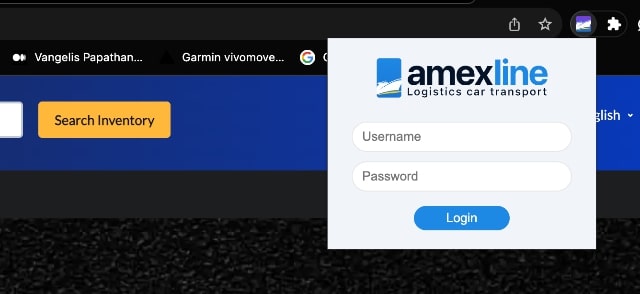 Vangelis Papathan...
Garmin vivomove...
amexline
Logistics car transport
Search Inventory
glish
Username
Password
Login